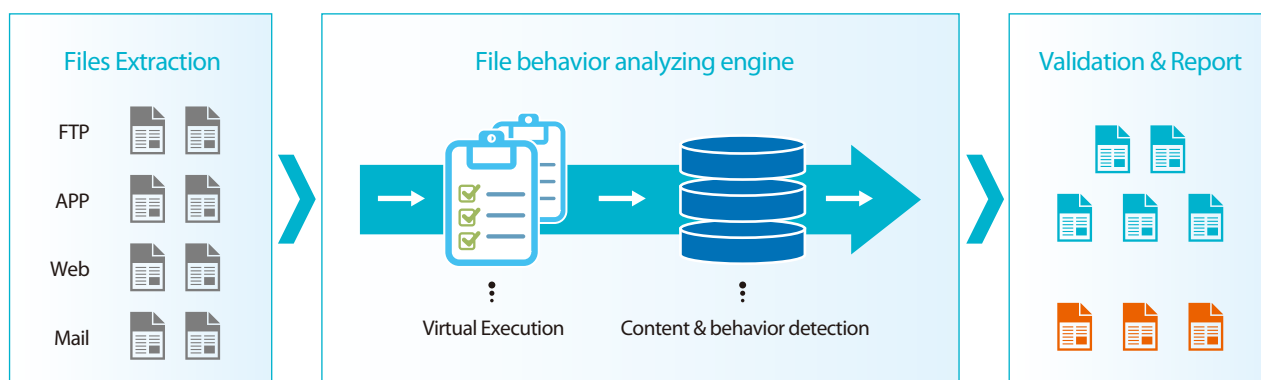 Files Extraction
FTP
APP
Web
Mail
File behavior analyzing engine
Virtual Execution
Content & behavior detection
Validation & Report